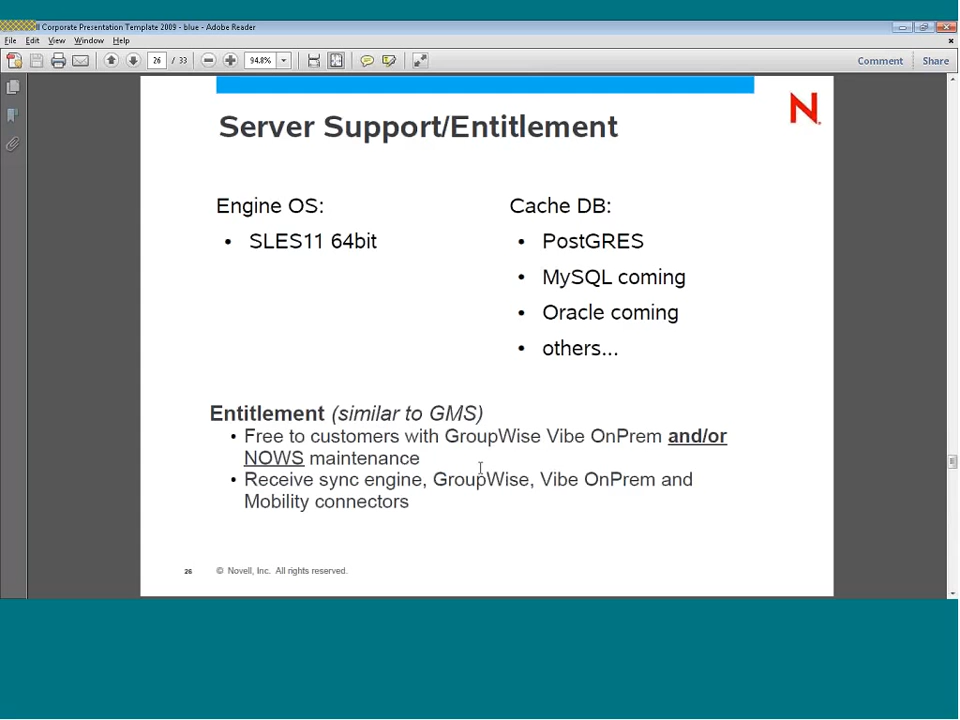 ll Corporate Presentation Template 2009 - blue - Adobe Reader
File Edit View Window Help
26 / 33 94.8% Comment Share
N
Server Support/Entitlement
Engine OS:
• SLES11 64bit
Cache DB:
• PostGRES
• MySQL coming
• Oracle coming
• others...
Entitlement (similar to GMS)
• Free to customers with GroupWise Vibe OnPrem and/or
NOWS maintenance
• Receive sync engine, GroupWise, Vibe OnPrem and
Mobility connectors
26 © Novell, Inc. All rights reserved.